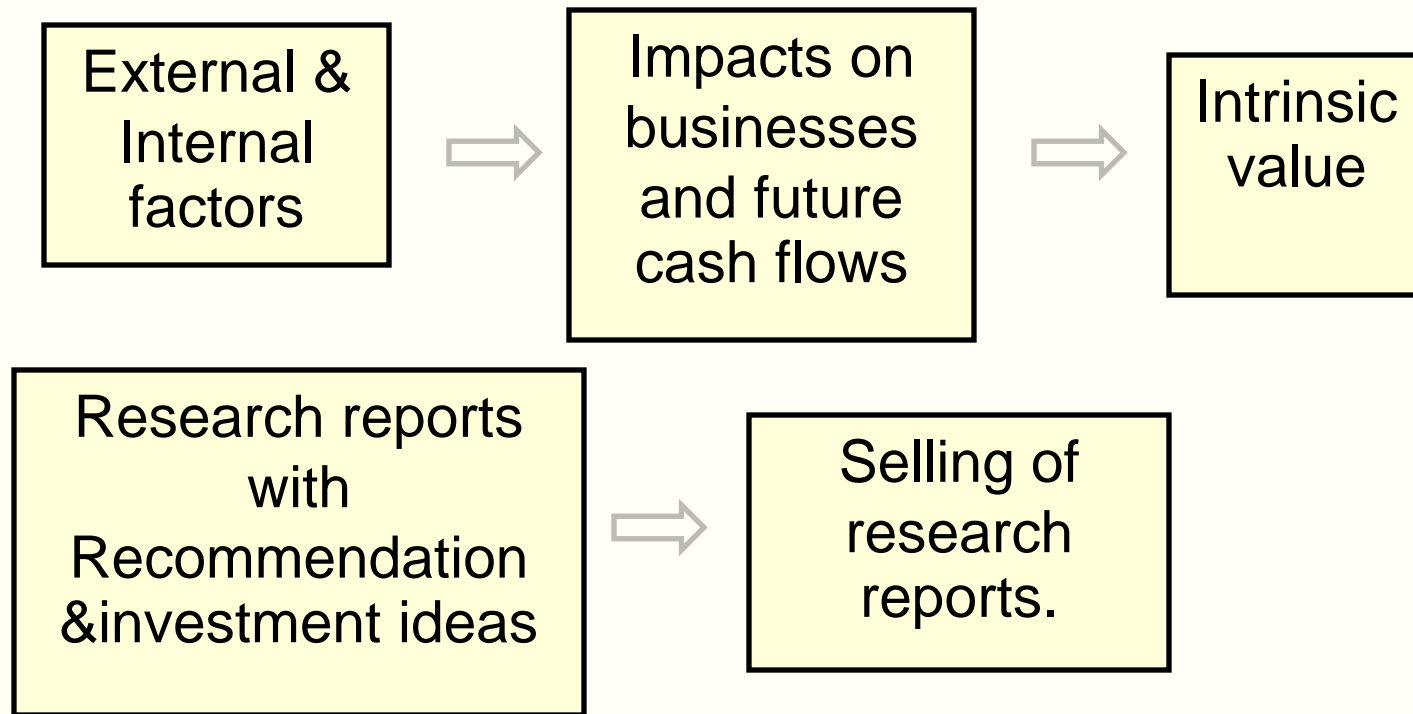 External &
Internal
factors
Impacts on
businesses
and future
cash flows
Intrinsic
value
Research reports
with
Recommendation
&investment ideas
Selling of
research
reports.